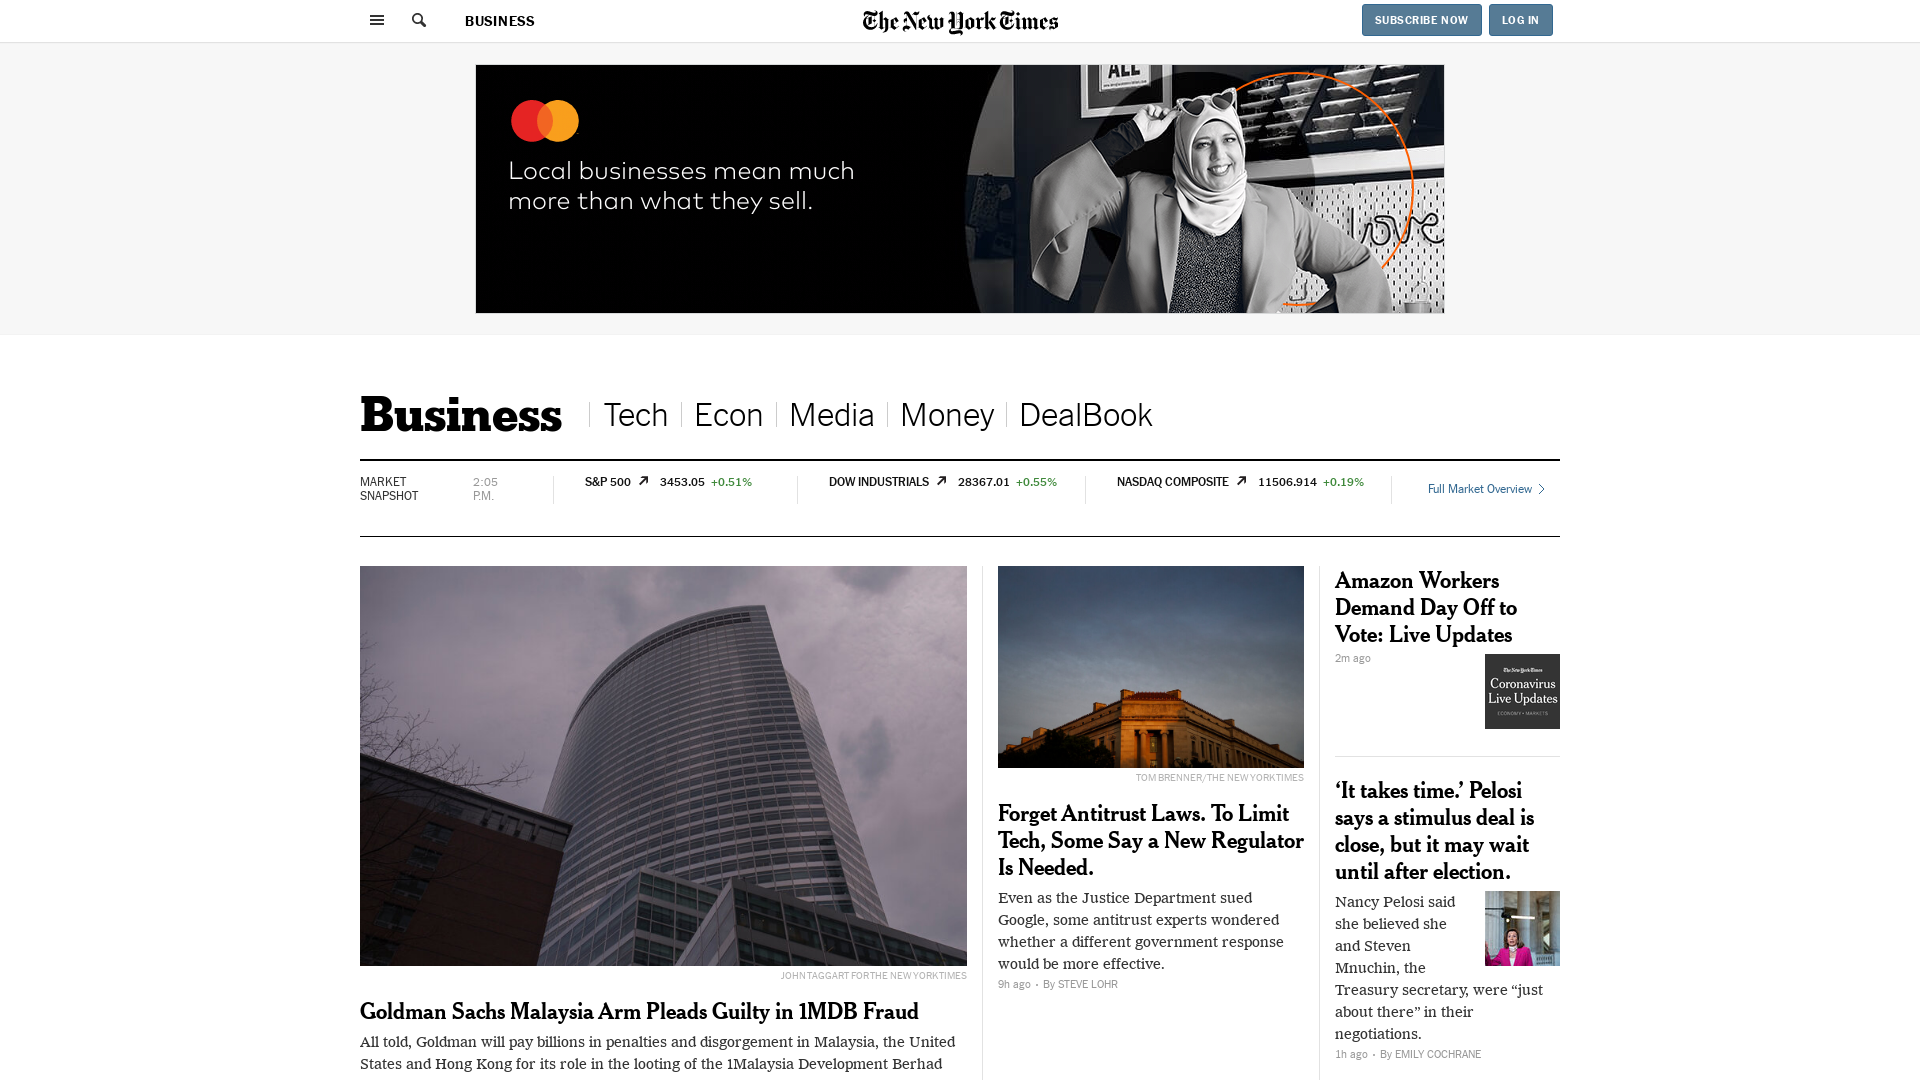 BUSINESS
The New York Times
SUBSCRIBE NOW
LOG IN
ALL
Local businesses mean much
more than what they sell.
love
Business
Tech
Econ
Media
Money
DealBook
MARKET
SNAPSHOT
2:05
P.M.
S&P 500 3453.05 +0.51%
DOW INDUSTRIALS 28367.01 +0.55%
NASDAQ COMPOSITE 11506.914 +0.19%
Full Market Overview
JOHN TAGGART FOR THE NEW YORK TIMES
Goldman Sachs Malaysia Arm Pleads Guilty in 1MDB Fraud
All told, Goldman will pay billions in penalties and disgorgement in Malaysia, the United
States and Hong Kong for its role in the looting of the 1Malaysia Development Berhad
TOM BRENNER/THE NEW YORK TIMES
Forget Antitrust Laws. To Limit
Tech, Some Say a New Regulator
Is Needed.
Even as the Justice Department sued
Google, some antitrust experts wondered
whether a different government response
would be more effective.
9h ago • By STEVE LOHR
Amazon Workers
Demand Day Off to
Vote: Live Updates
2m ago
The New York Times
Coronavirus
Live Updates
ECONOMY • MARKETS
‘It takes time.’ Pelosi
says a stimulus deal is
close, but it may wait
until after election.
Nancy Pelosi said
she believed she
and Steven
Mnuchin, the
Treasury secretary, were “just
about there” in their
negotiations.
1h ago • By EMILY COCHRANE